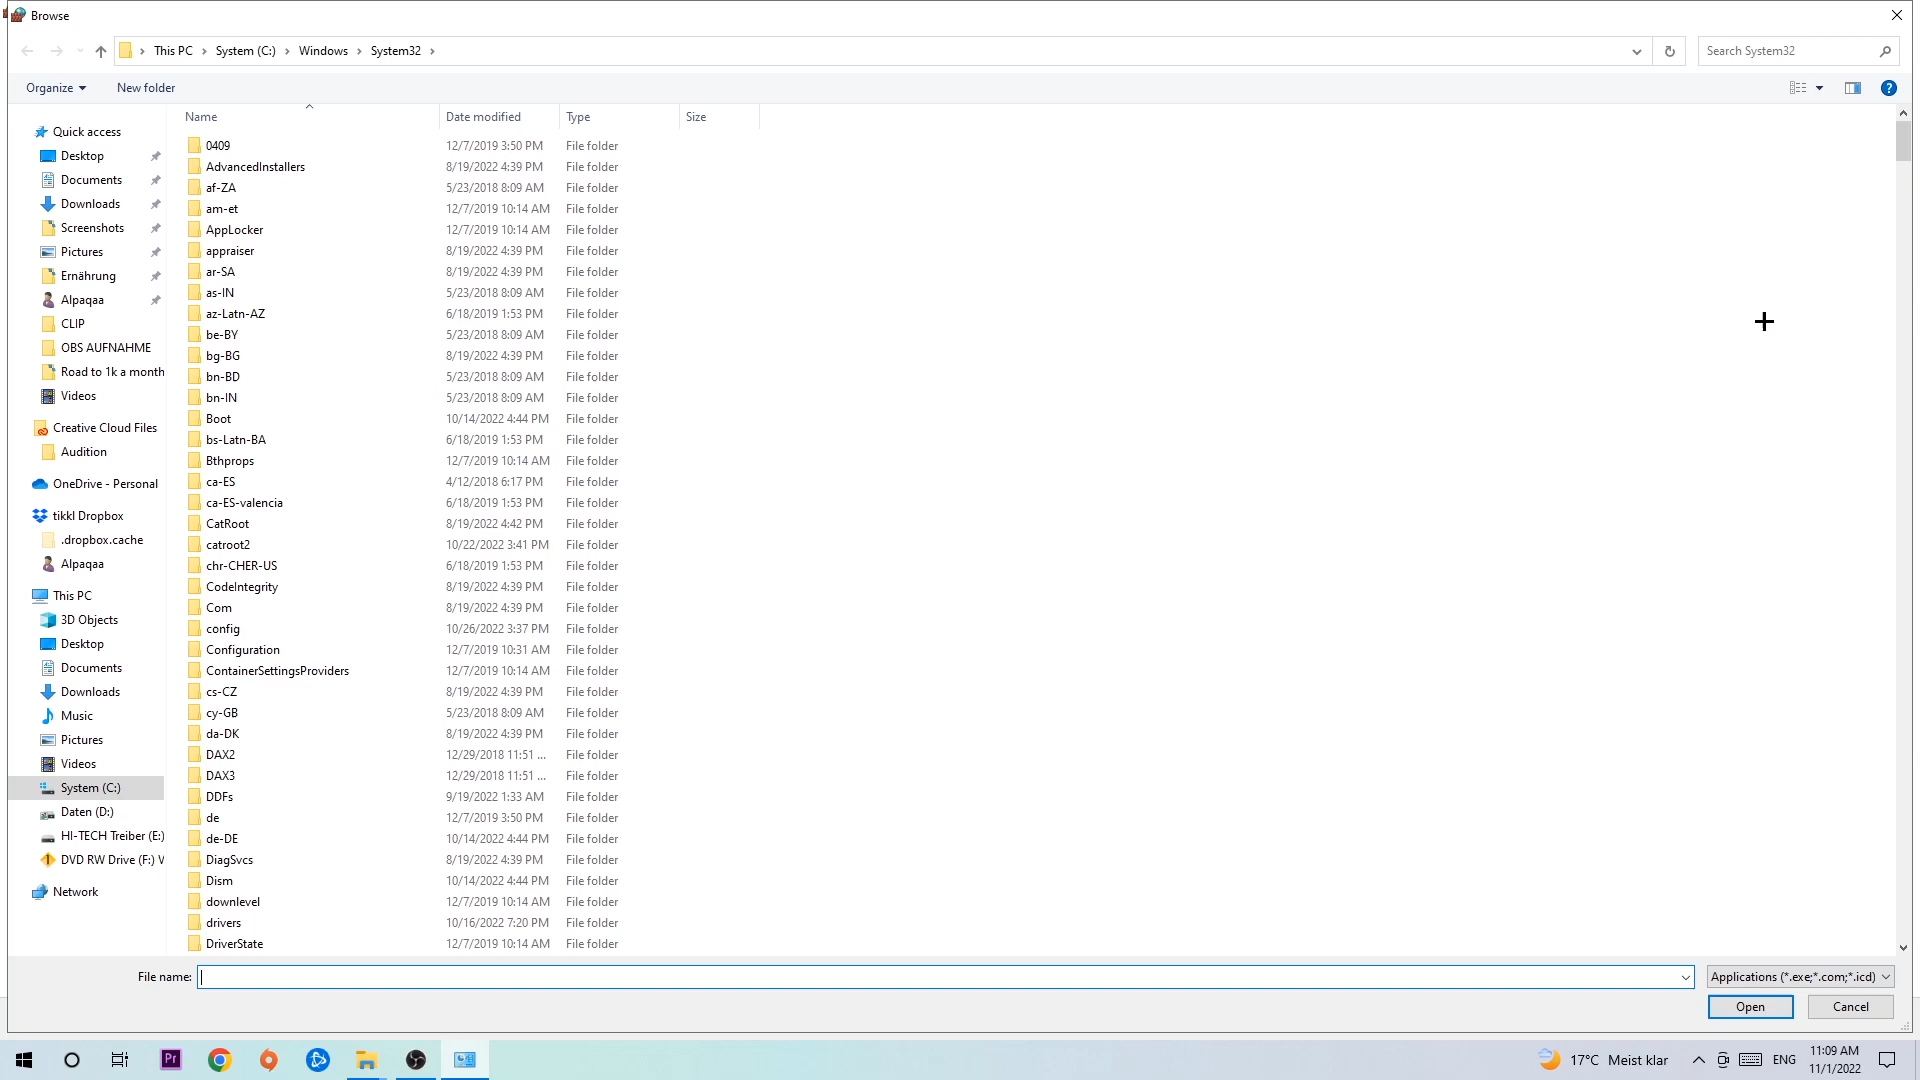 Browse
This PC
System (C:)
Windows
System32
Search System32
Organize
New folder
Name
Date modified
Type
Size
Quick access
Desktop
Documents
Downloads
Screenshots
Pictures
Ernährung
Alpaqaa
CLIP
OBS AUFNAHME
Road to 1k a month
Videos
Creative Cloud Files
Audition
OneDrive - Personal
tikkl Dropbox
.dropbox.cache
Alpaqaa
This PC
3D Objects
Desktop
Documents
Downloads
Music
Pictures
Videos
System (C:)
Daten (D:)
HI-TECH Treiber (E:)
DVD RW Drive (F:) V
Network
0409 12/7/2019 3:50 PM File folder
AdvancedInstallers 8/19/2022 4:39 PM File folder
af-ZA 5/23/2018 8:09 AM File folder
am-et 12/7/2019 10:14 AM File folder
AppLocker 12/7/2019 10:14 AM File folder
appraiser 8/19/2022 4:39 PM File folder
ar-SA 8/19/2022 4:39 PM File folder
as-IN 5/23/2018 8:09 AM File folder
az-Latn-AZ 6/18/2019 1:53 PM File folder
be-BY 5/23/2018 8:09 AM File folder
bg-BG 8/19/2022 4:39 PM File folder
bn-BD 5/23/2018 8:09 AM File folder
bn-IN 5/23/2018 8:09 AM File folder
Boot 10/14/2022 4:44 PM File folder
bs-Latn-BA 6/18/2019 1:53 PM File folder
Bthprops 12/7/2019 10:14 AM File folder
ca-ES 4/12/2018 6:17 PM File folder
ca-ES-valencia 6/18/2019 1:53 PM File folder
CatRoot 8/19/2022 4:42 PM File folder
catroot2 10/22/2022 3:41 PM File folder
chr-CHER-US 6/18/2019 1:53 PM File folder
CodeIntegrity 8/19/2022 4:39 PM File folder
Com 8/19/2022 4:39 PM File folder
config 10/26/2022 3:37 PM File folder
Configuration 12/7/2019 10:31 AM File folder
ContainerSettingsProviders 12/7/2019 10:14 AM File folder
cs-CZ 8/19/2022 4:39 PM File folder
cy-GB 5/23/2018 8:09 AM File folder
da-DK 8/19/2022 4:39 PM File folder
DAX2 12/29/2018 11:51 ... File folder
DAX3 12/29/2018 11:51 ... File folder
DDFs 9/19/2022 1:33 AM File folder
de 12/7/2019 3:50 PM File folder
de-DE 10/14/2022 4:44 PM File folder
DiagSvcs 8/19/2022 4:39 PM File folder
Dism 10/14/2022 4:44 PM File folder
downlevel 12/7/2019 10:14 AM File folder
drivers 10/16/2022 7:20 PM File folder
DriverState 12/7/2019 10:14 AM File folder
File name:
Applications (*.exe;*.com;*.icd)
Open
Cancel
Pr
17°C Meist klar
ENG
11:09 AM
11/1/2022